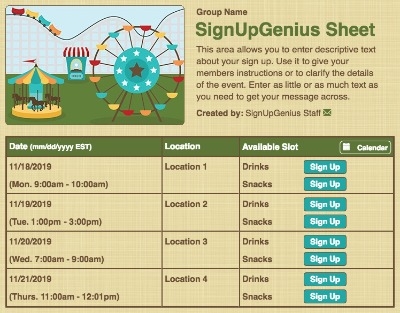 Group Name
SignUpGenius Sheet
This area allows you to enter descriptive text
about your sign up. Use it to give your
members instructions or to clarify the details
of the event. Enter as little or as much text as
you need to get your message across.
Created by: SignUpGenius Staff
Date (mm/dd/yyyy EST) Location Available Slot Calendar
11/18/2019 Location 1 Drinks Sign Up
(Mon. 9:00am - 10:00am) Snacks Sign Up
11/19/2019 Location 2 Drinks Sign Up
(Tue. 1:00pm - 3:00pm) Snacks Sign Up
11/20/2019 Location 3 Drinks Sign Up
(Wed. 7:00am - 9:00am) Snacks Sign Up
11/21/2019 Location 4 Drinks Sign Up
(Thurs. 11:00am - 12:01pm) Snacks Sign Up